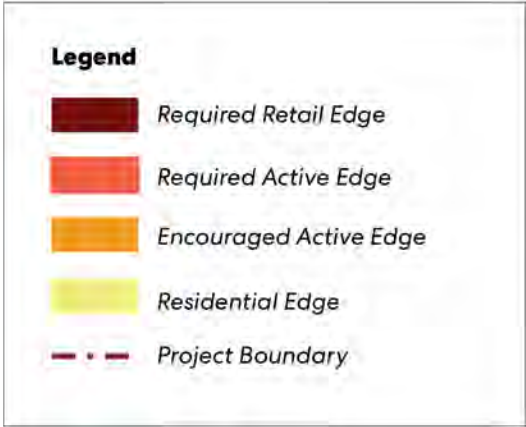 Legend
Required Retail Edge
Required Active Edge
Encouraged Active Edge
Residential Edge
Project Boundary